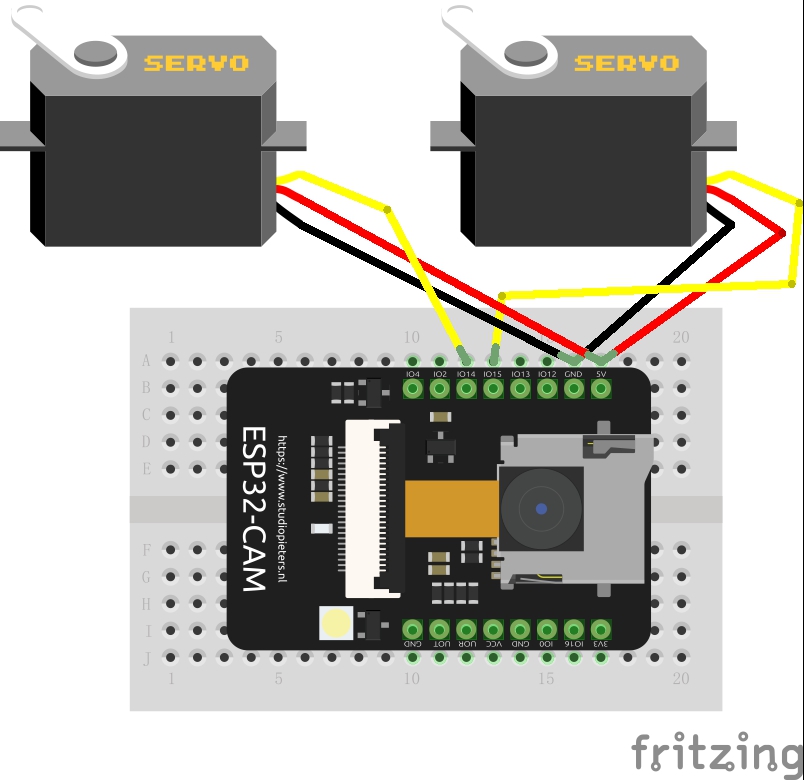 SERVO
SERVO
1 5 10 15 20
A
IO4 IO2 IO14 IO15 IO13 IO12 GND 5V
B
C
D
E
ESP32-CAM
https://www.studiopieters.nl
F
G
H
I
GND UOT UOR VCC GND IO0 IO16 3V3
J
1 5 10 15 20
fritzing